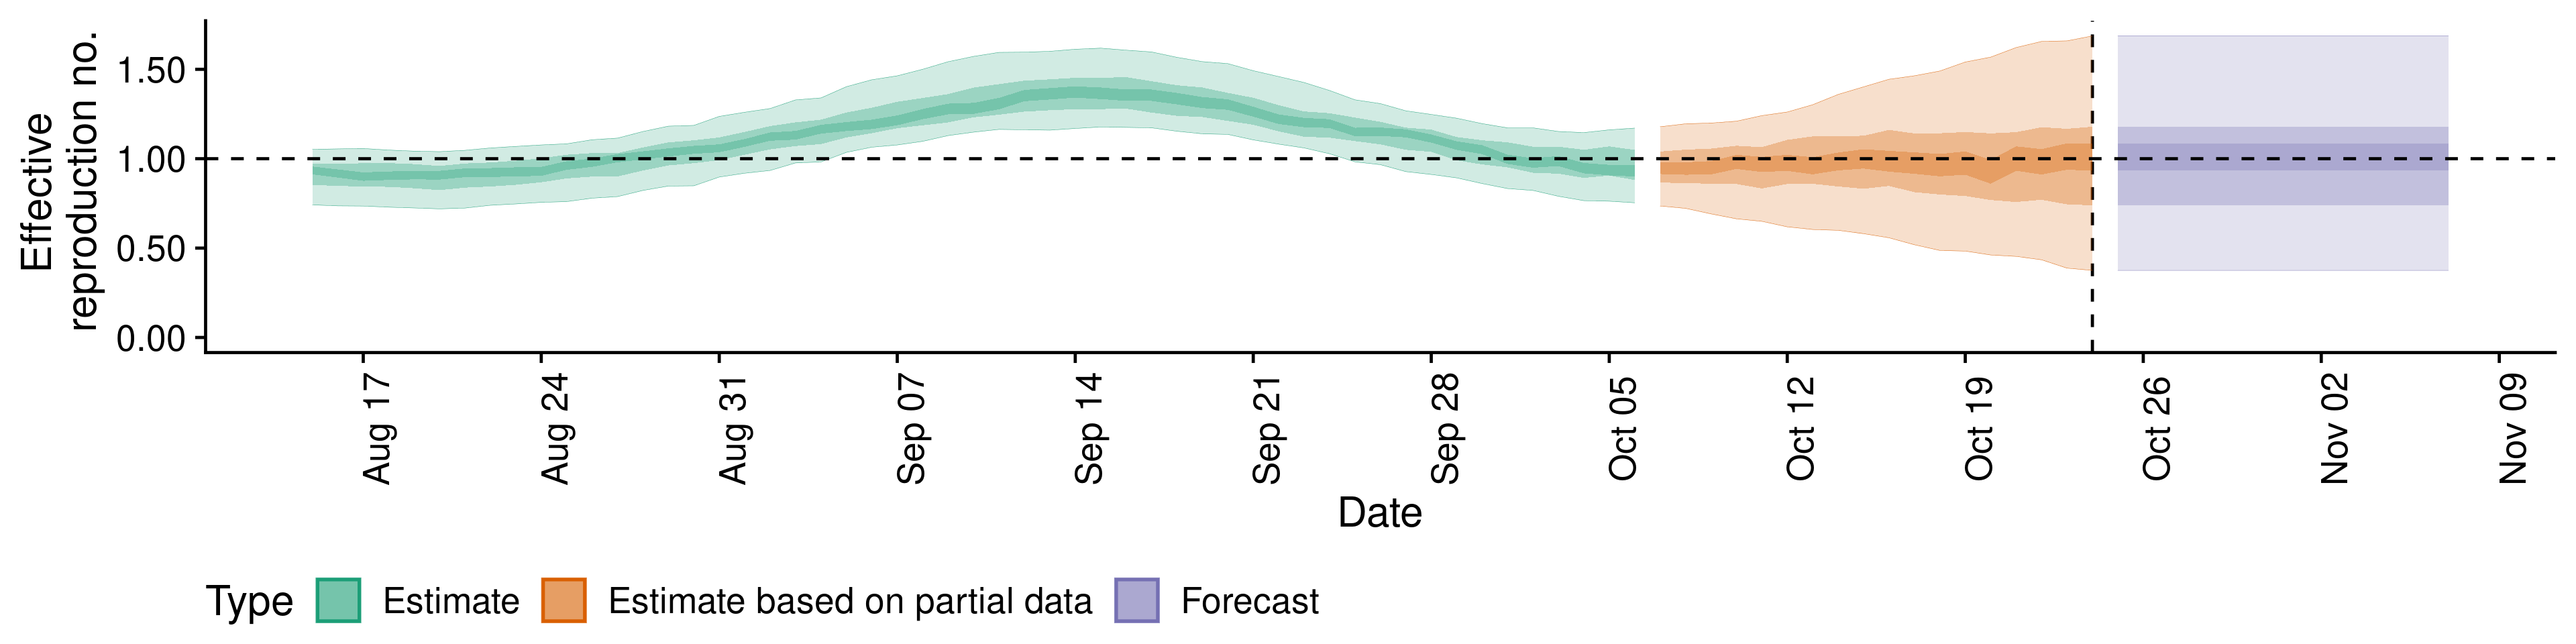 Effective
reproduction no.
1.50
1.00
0.50
0.00
Aug 17
Aug 24
Aug 31
Sep 07
Sep 14
Sep 21
Sep 28
Oct 05
Oct 12
Oct 19
Oct 26
Nov 02
Nov 09
Date
Type Estimate Estimate based on partial data Forecast